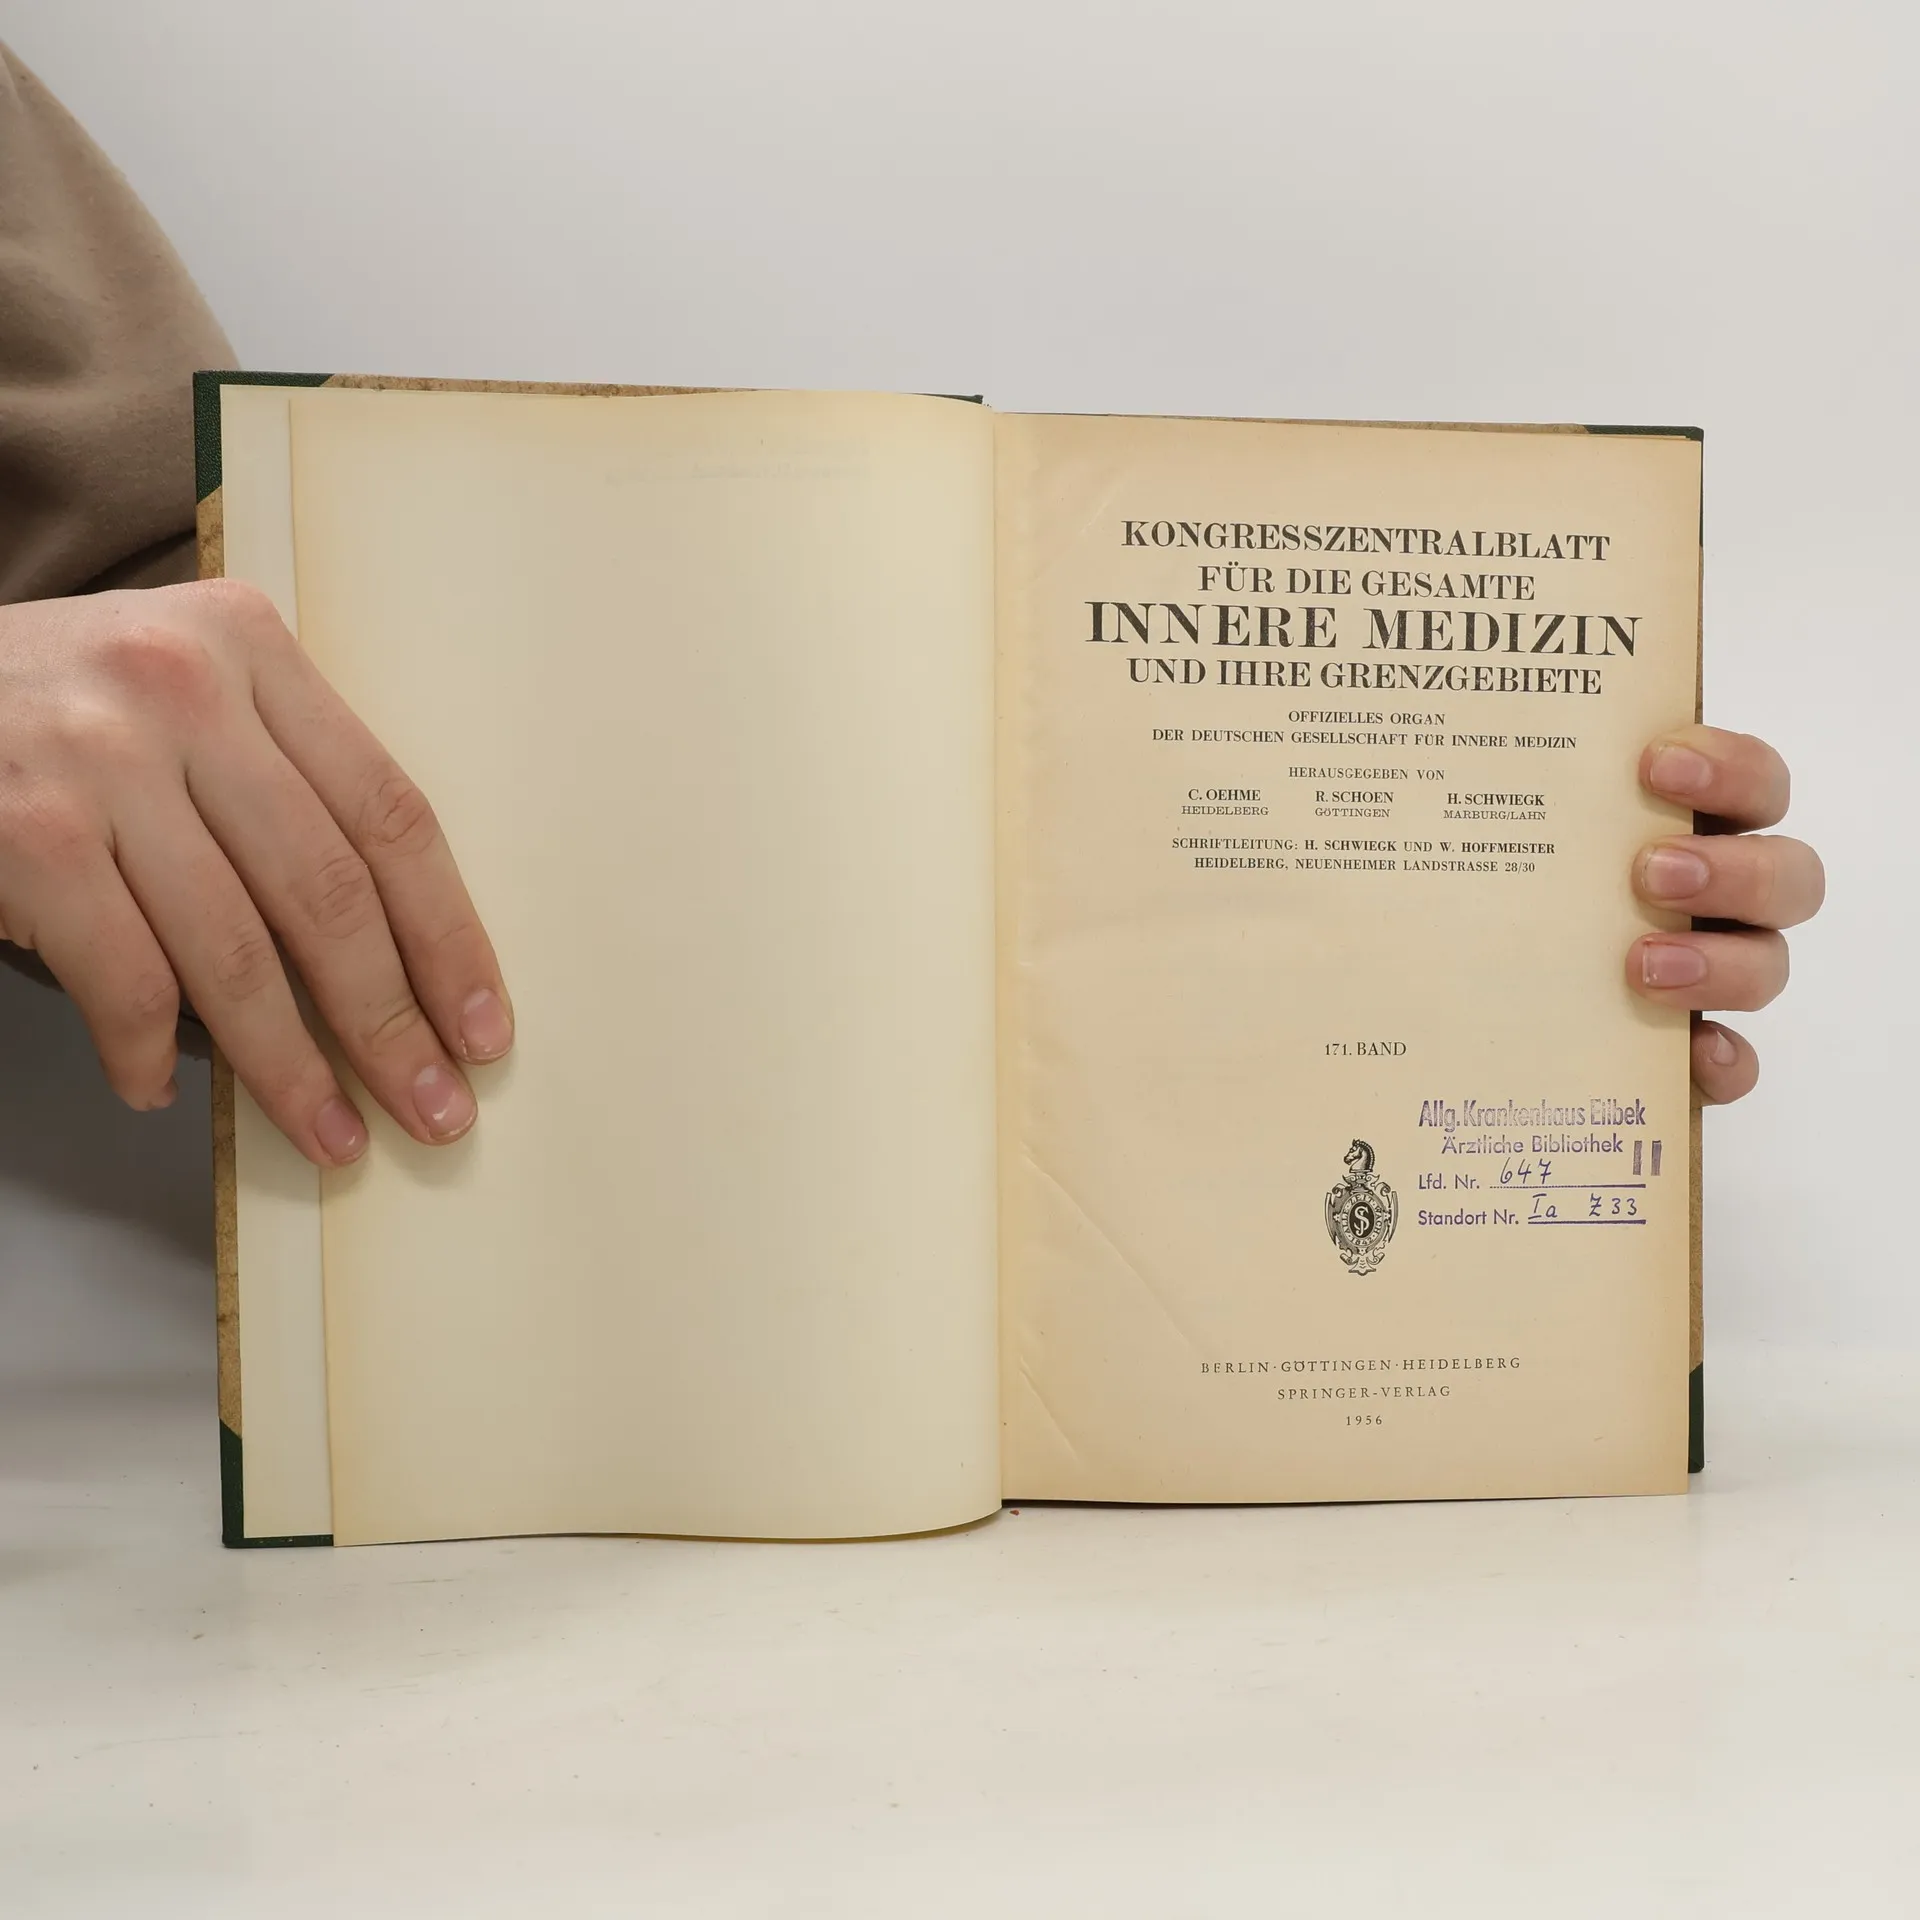 KONGRESSZENTRALBLATT
FÜR DIE GESAMTE
INNERE MEDIZIN
UND IHRE GRENZGEBIETE
OFFIZIELLES ORGAN
DER DEUTSCHEN GESELLSCHAFT FÜR INNERE MEDIZIN
HERAUSGEGEBEN VON
C. OEHME R. SCHOEN H. SCHWIEGK
HEIDELBERG GÖTTINGEN MARBURG/LAHN
SCHRIFTLEITUNG: H. SCHWIEGK UND W. HOFFMEISTER
HEIDELBERG, NEUENHEIMER LANDSTRASSE 28/30
171. BAND
Allg. Krankenhaus Eilbek
Ärztliche Bibliothek II
Lfd. Nr. 647
Standort Nr. Ia Z 33
BERLIN · GÖTTINGEN · HEIDELBERG
SPRINGER-VERLAG
1956